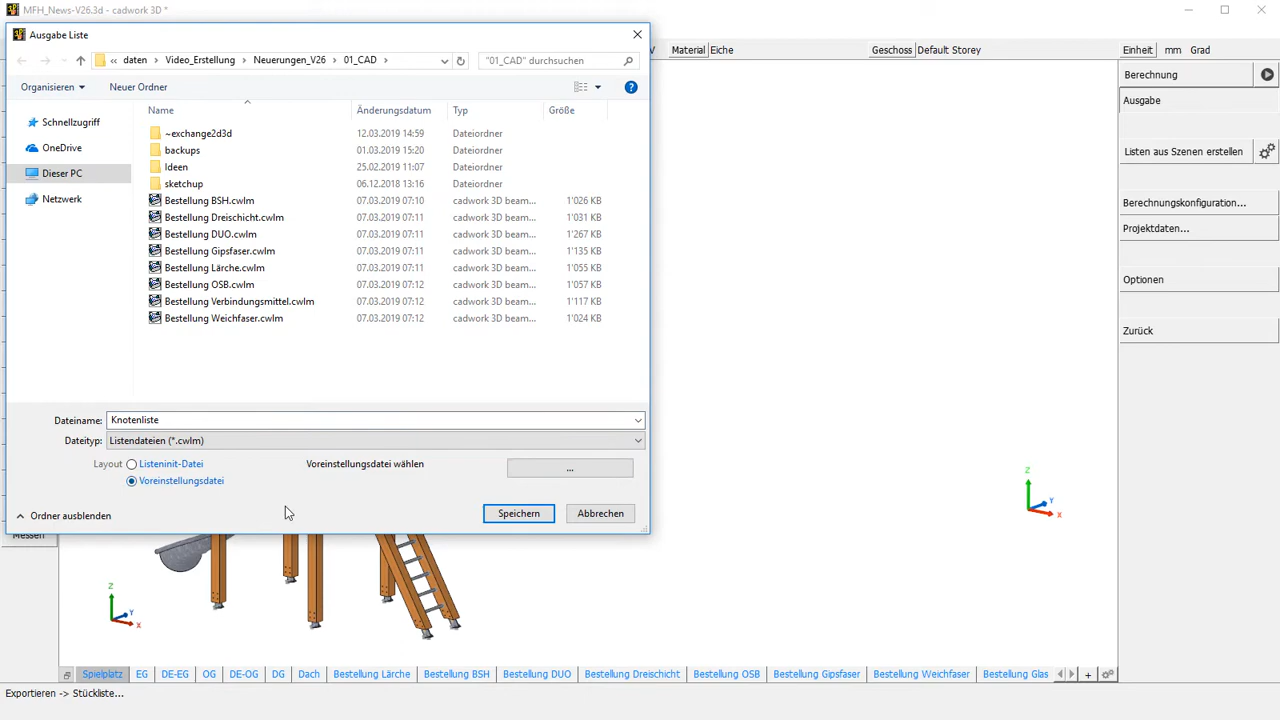 MFH_News-V26.3d - cadwork 3D *
Ausgabe Liste
Material Eiche
Geschoss Default Storey
Einheit mm Grad
« daten › Video_Erstellung › Neuerungen_V26 › 01_CAD ›
"01_CAD" durchsuchen
Organisieren
Neuer Ordner
Name Änderungsdatum Typ Größe
Schnellzugriff
OneDrive
Dieser PC
Netzwerk
~exchange2d3d 12.03.2019 14:59 Dateiordner
backups 01.03.2019 15:20 Dateiordner
Ideen 25.02.2019 11:07 Dateiordner
sketchup 06.12.2018 13:16 Dateiordner
Bestellung BSH.cwlm 07.03.2019 07:10 cadwork 3D beam... 1'026 KB
Bestellung Dreischicht.cwlm 07.03.2019 07:11 cadwork 3D beam... 1'031 KB
Bestellung DUO.cwlm 07.03.2019 07:11 cadwork 3D beam... 1'267 KB
Bestellung Gipsfaser.cwlm 07.03.2019 07:11 cadwork 3D beam... 1'135 KB
Bestellung Lärche.cwlm 07.03.2019 07:11 cadwork 3D beam... 1'055 KB
Bestellung OSB.cwlm 07.03.2019 07:12 cadwork 3D beam... 1'057 KB
Bestellung Verbindungsmittel.cwlm 07.03.2019 07:12 cadwork 3D beam... 1'117 KB
Bestellung Weichfaser.cwlm 07.03.2019 07:12 cadwork 3D beam... 1'024 KB
Dateiname: Knotenliste
Dateityp: Listendateien (*.cwlm)
Layout Listeninit-Datei
Voreinstellungsdatei
Voreinstellungsdatei wählen
...
Ordner ausblenden
Speichern
Abbrechen
Messen
Berechnung
Ausgabe
Listen aus Szenen erstellen
Berechnungskonfiguration...
Projektdaten...
Optionen
Zurück
Z
Y
X
Z
Y
X
Spielplatz EG DE-EG OG DE-OG DG Dach Bestellung Lärche Bestellung BSH Bestellung DUO Bestellung Dreischicht Bestellung OSB Bestellung Gipsfaser Bestellung Weichfaser Bestellung Glas
Exportieren -> Stückliste...